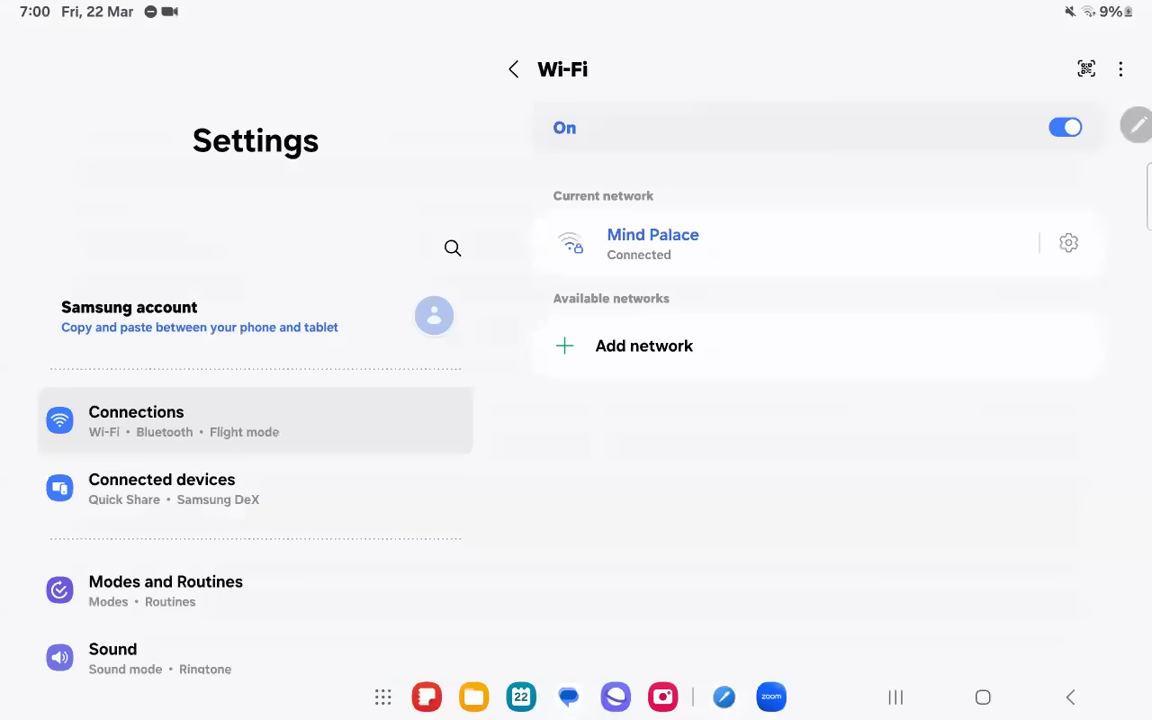 7:00 Fri, 22 Mar
9%
Settings
Samsung account
Copy and paste between your phone and tablet
Connections
Wi-Fi • Bluetooth • Flight mode
Connected devices
Quick Share • Samsung DeX
Modes and Routines
Modes • Routines
Sound
Sound mode • Ringtone
Wi-Fi
On
Current network
Mind Palace
Connected
Available networks
Add network
22
zoom